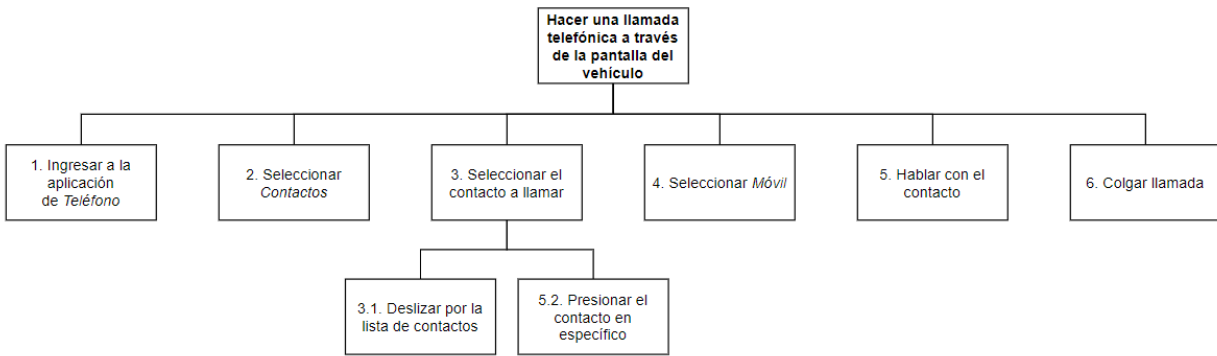 Hacer una llamada
telefónica a través
de la pantalla del
vehículo
1. Ingresar a la
aplicación
de Teléfono
2. Seleccionar
Contactos
3. Seleccionar el
contacto a llamar
4. Seleccionar Móvil
5. Hablar con el
contacto
6. Colgar llamada
3.1. Deslizar por la
lista de contactos
5.2. Presionar el
contacto en
específico